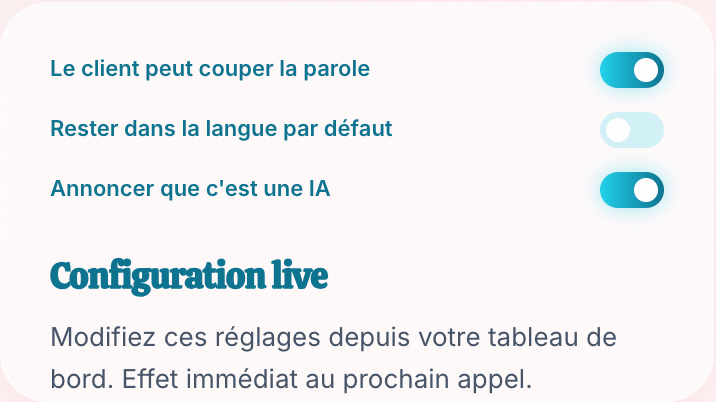 Le client peut couper la parole
Rester dans la langue par défaut
Annoncer que c'est une IA
Configuration live
Modifiez ces réglages depuis votre tableau de
bord. Effet immédiat au prochain appel.